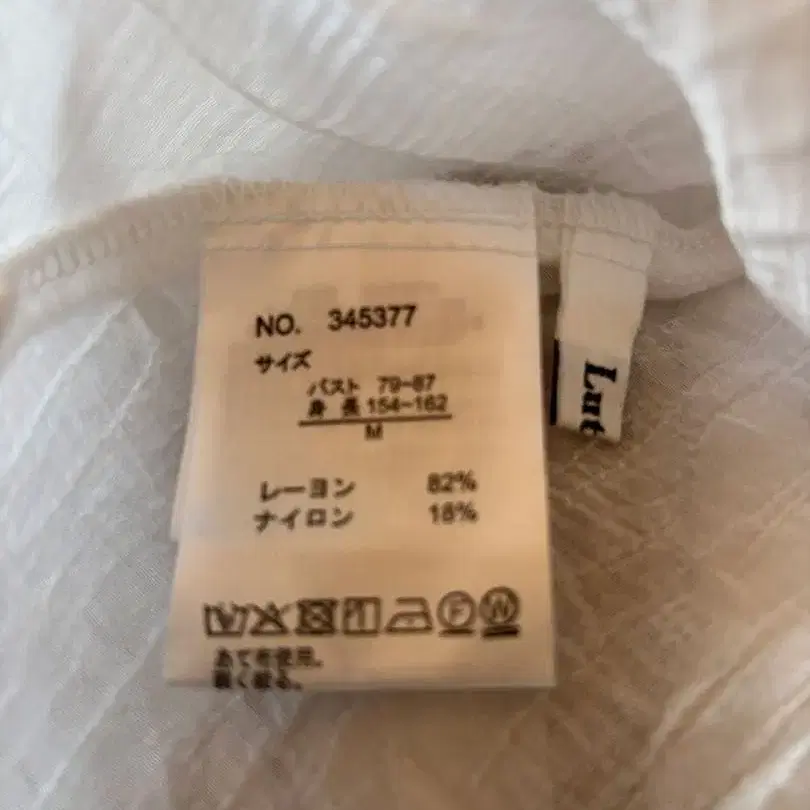 NO. 345377
サイズ
バスト 79-87
身 長 154-162
M
レーヨン 82%
ナイロン 18%
F W
あて布使用。
弱く絞る。
Lut